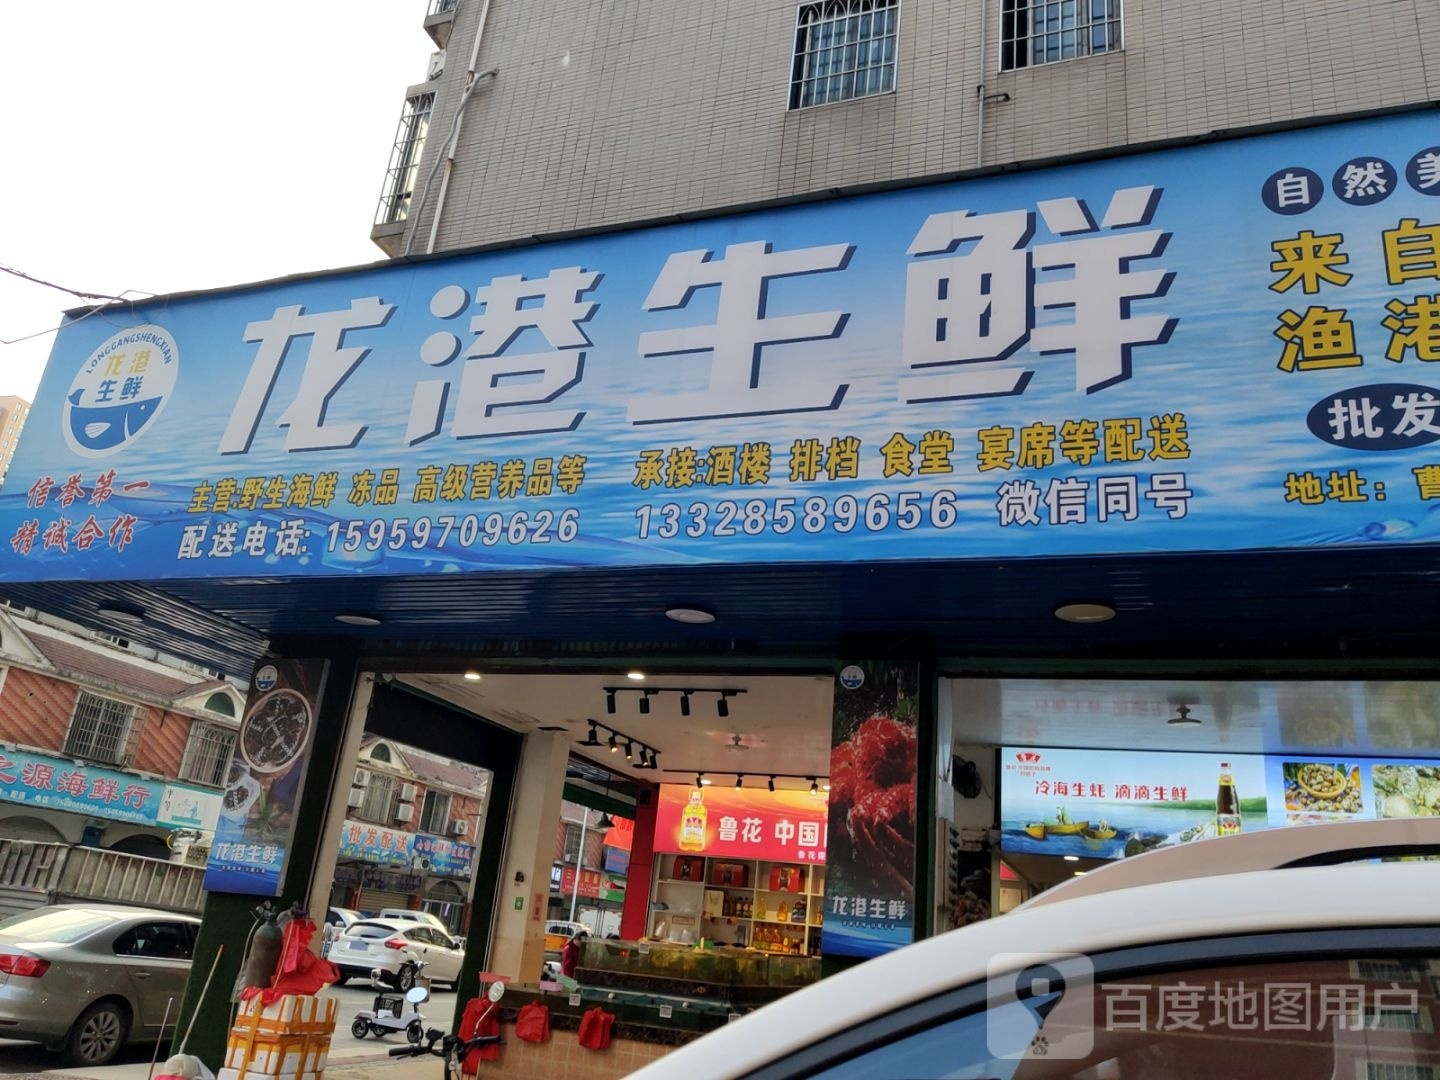 龙港生鲜
LONGGANGSHENGXIAN
龙港
生鲜
信誉第一
精诚合作
主营:野生海鲜 冻品 高级营养品等
承接:酒楼 排档 食堂 宴席等配送
配送电话: 15959709626 13328589656 微信同号
自然美
来自
渔港
批发
地址：曹
之源海鲜行
批发配送
龙港生鲜
鲁花 中国
龙港生鲜
冷海生蚝 滴滴生鲜
百度地图用户